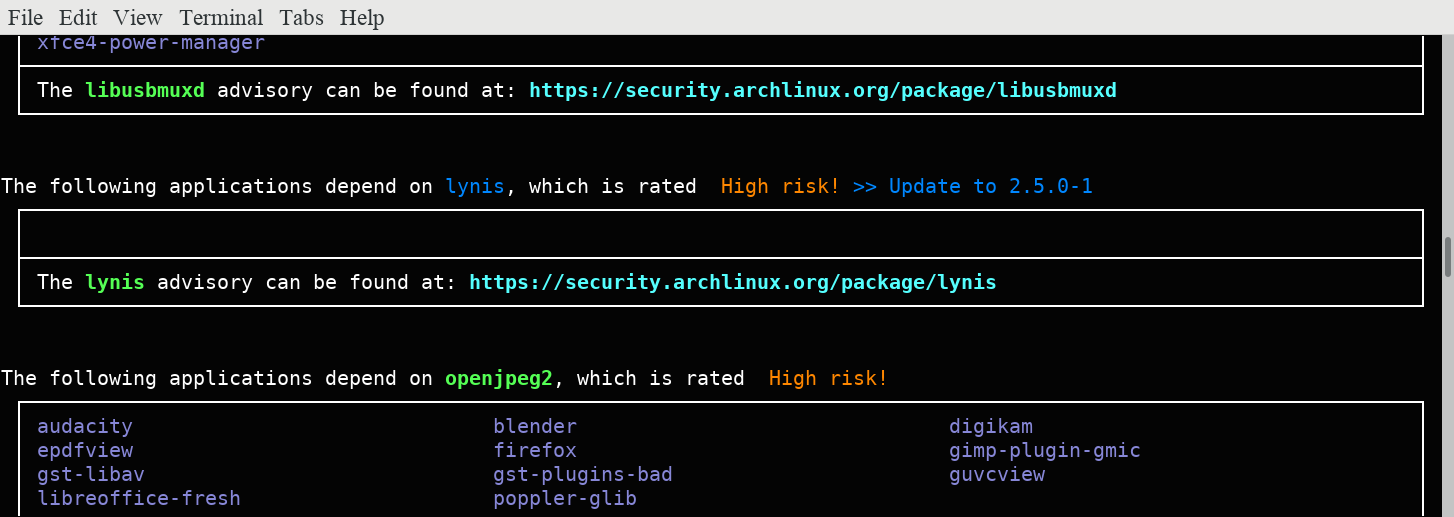 File Edit View Terminal Tabs Help
xfce4-power-manager
The libusbmuxd advisory can be found at: https://security.archlinux.org/package/libusbmuxd
The following applications depend on lynis, which is rated  High risk! >> Update to 2.5.0-1
The lynis advisory can be found at: https://security.archlinux.org/package/lynis
The following applications depend on openjpeg2, which is rated  High risk!
audacity blender digikam
epdfview firefox gimp-plugin-gmic
gst-libav gst-plugins-bad guvcview
libreoffice-fresh poppler-glib